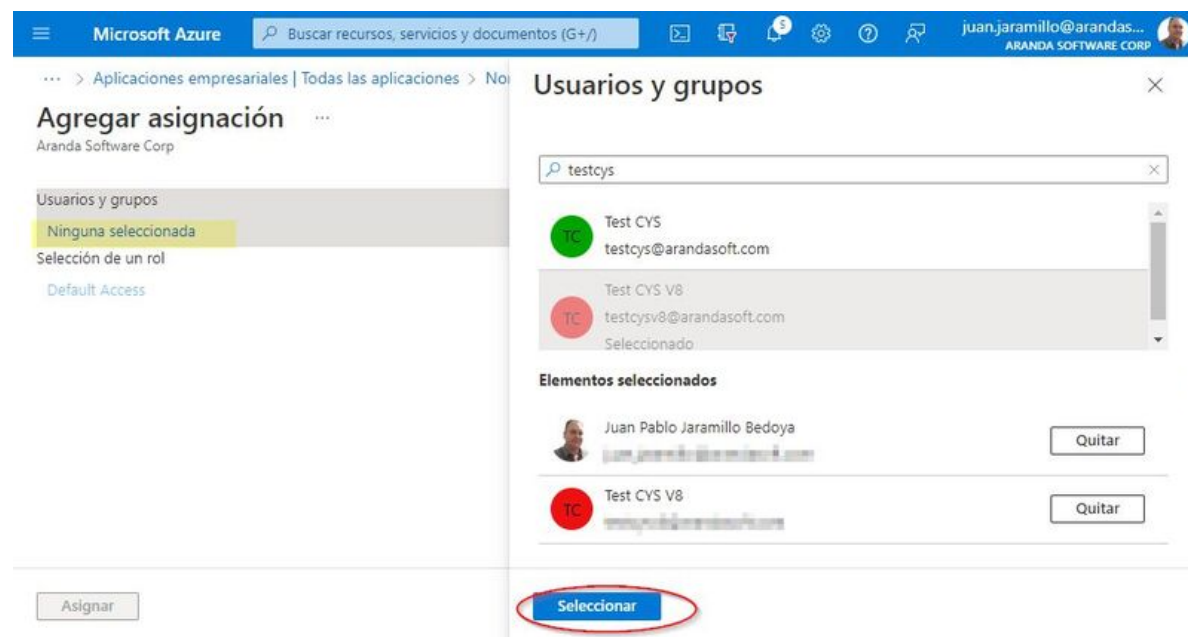 Microsoft Azure
Buscar recursos, servicios y documentos (G+/)
5
juan.jaramillo@arandas...
ARANDA SOFTWARE CORP
... > Aplicaciones empresariales | Todas las aplicaciones >
Agregar asignación ...
Aranda Software Corp
Usuarios y grupos
Ninguna seleccionada
Selección de un rol
Default Access
Asignar
Usuarios y grupos
testcys
TC
Test CYS
testcys@arandasoft.com
TC
Test CYS V8
testcysv8@arandasoft.com
Seleccionado
Elementos seleccionados
Juan Pablo Jaramillo Bedoya
Quitar
TC
Test CYS V8
Quitar
Seleccionar